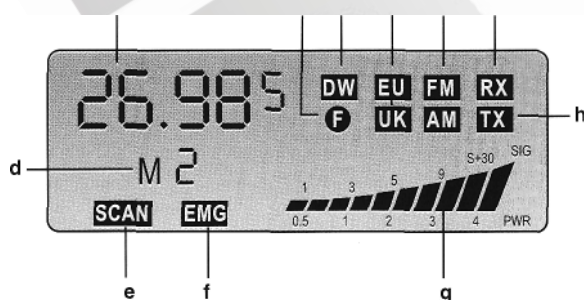 26.985 DW EU FM RX
F UK AM TX h
d M 2
SCAN EMG
1 3 5 9 S+30 SIG
0.5 1 2 3 4 PWR
e f g